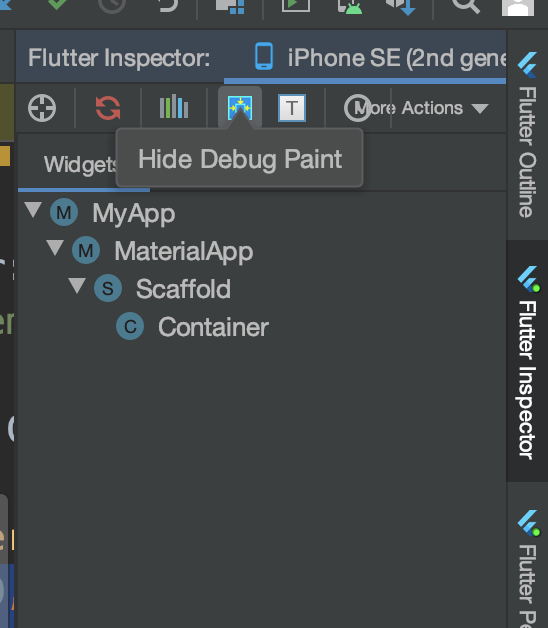 Flutter Inspector:
iPhone SE (2nd gene
T
More Actions
Hide Debug Paint
Widgets
M MyApp
M MaterialApp
S Scaffold
C Container
Flutter Outline
Flutter Inspector
Flutter Pe